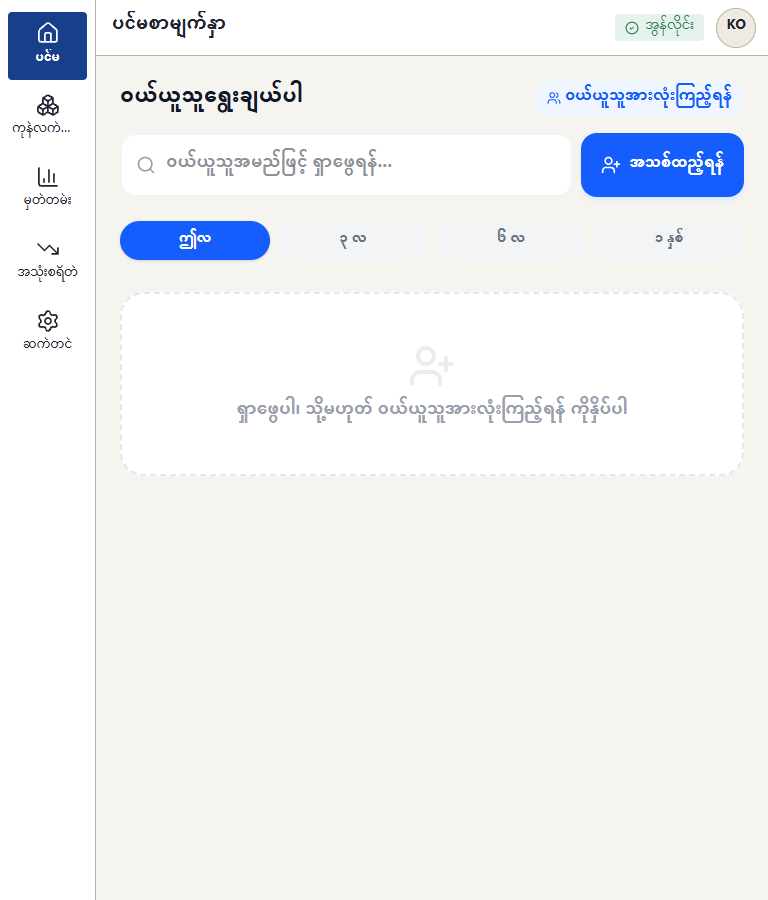 ပင်မ
ကုန်လက်...
မှတ်တမ်း
အသုံးစရိတ်
ဆက်တင်
ပင်မစာမျက်နှာ
အွန်လိုင်း
KO
ဝယ်ယူသူရွေးချယ်ပါ
ဝယ်ယူသူအားလုံးကြည့်ရန်
ဝယ်ယူသူအမည်ဖြင့် ရှာဖွေရန်...
အသစ်ထည့်ရန်
ဤလ
၃ လ
၆ လ
၁ နှစ်
ရှာဖွေပါ၊ သို့မဟုတ် ဝယ်ယူသူအားလုံးကြည့်ရန် ကိုနှိပ်ပါ